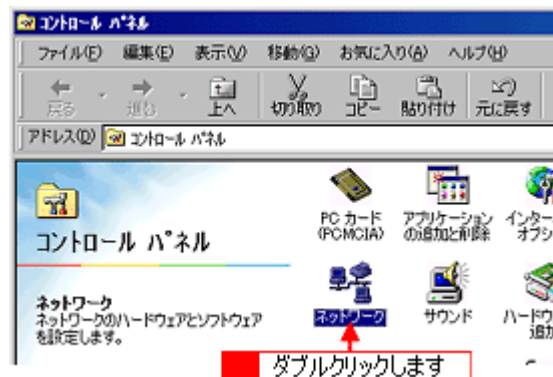 コントロール パネル
ファイル(F) 編集(E) 表示(V) 移動(G) お気に入り(A) ヘルプ(H)
戻る 進む 上へ 切り取り コピー 貼り付け 元に戻す
アドレス(D) コントロール パネル
コントロール パネル
ネットワーク
ネットワークのハードウェアとソフトウェア
を設定します。
PC カード
(PCMCIA)
アプリケーション
の追加と削除
インター
オプシ
ネットワーク
サウンド
ハードウ
追加
ダブルクリックします